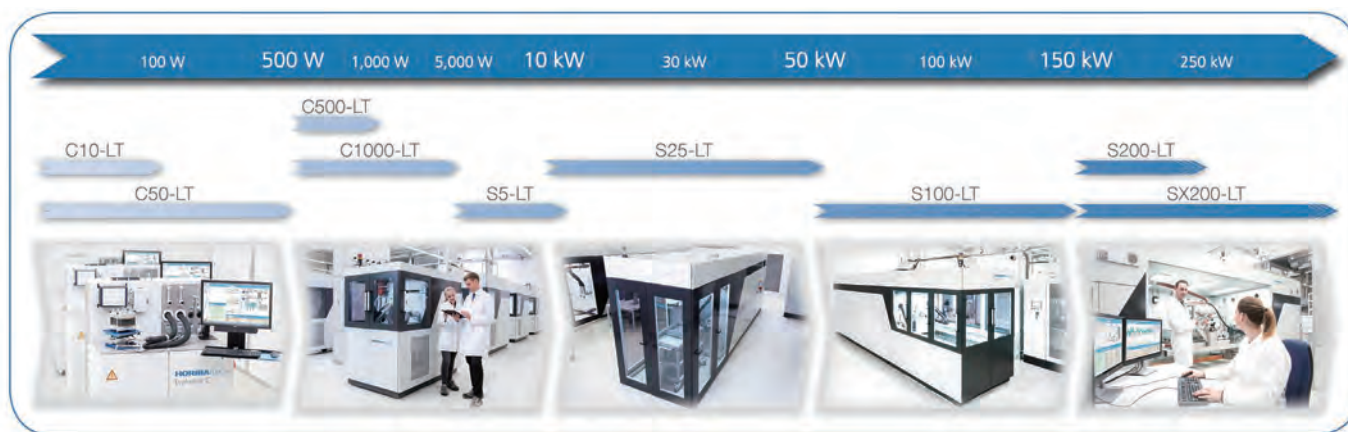 100 W 500 W 1,000 W 5,000 W 10 kW 30 kW 50 kW 100 kW 150 kW 250 kW
C500-LT
C10-LT C1000-LT S25-LT S200-LT
C50-LT S5-LT S100-LT SX200-LT
HORIBA